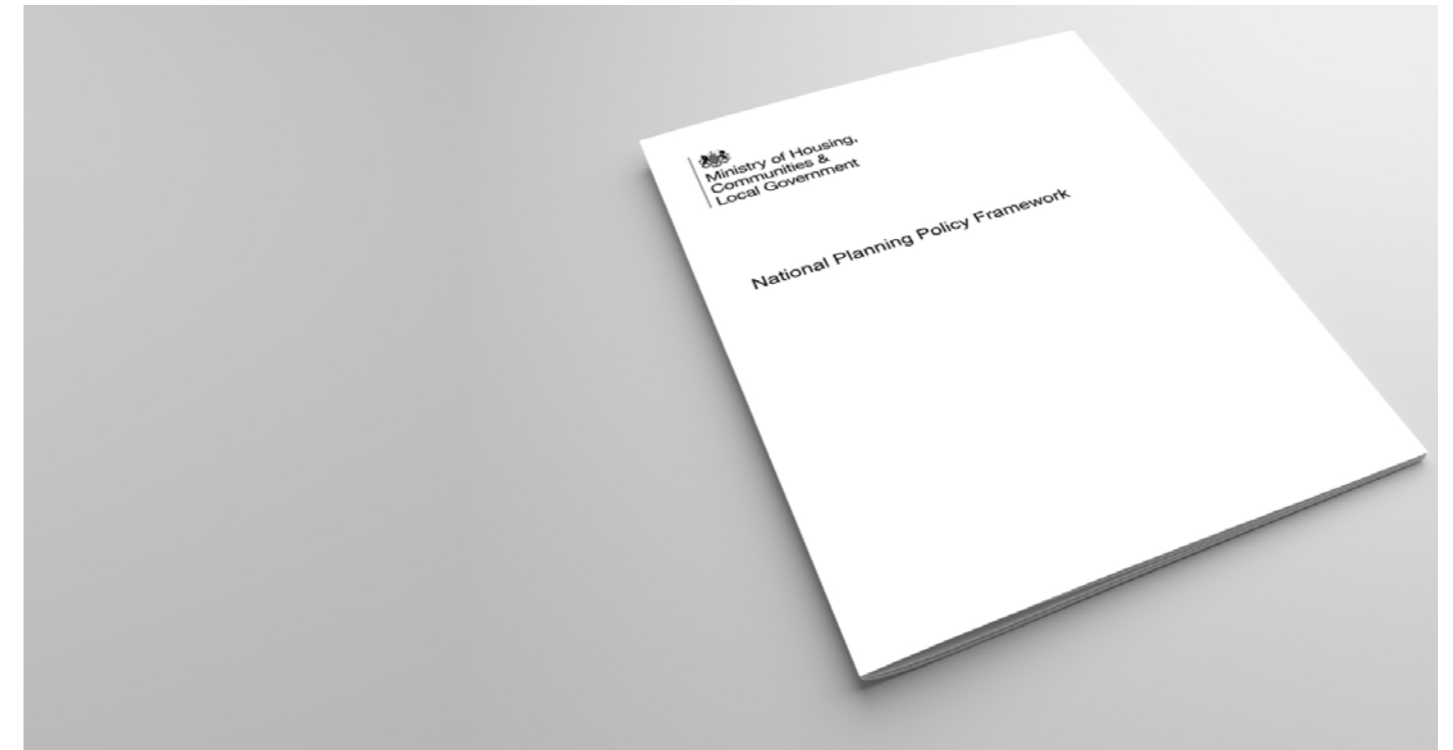 Ministry of Housing,
Communities &
Local Government
National Planning Policy Framework